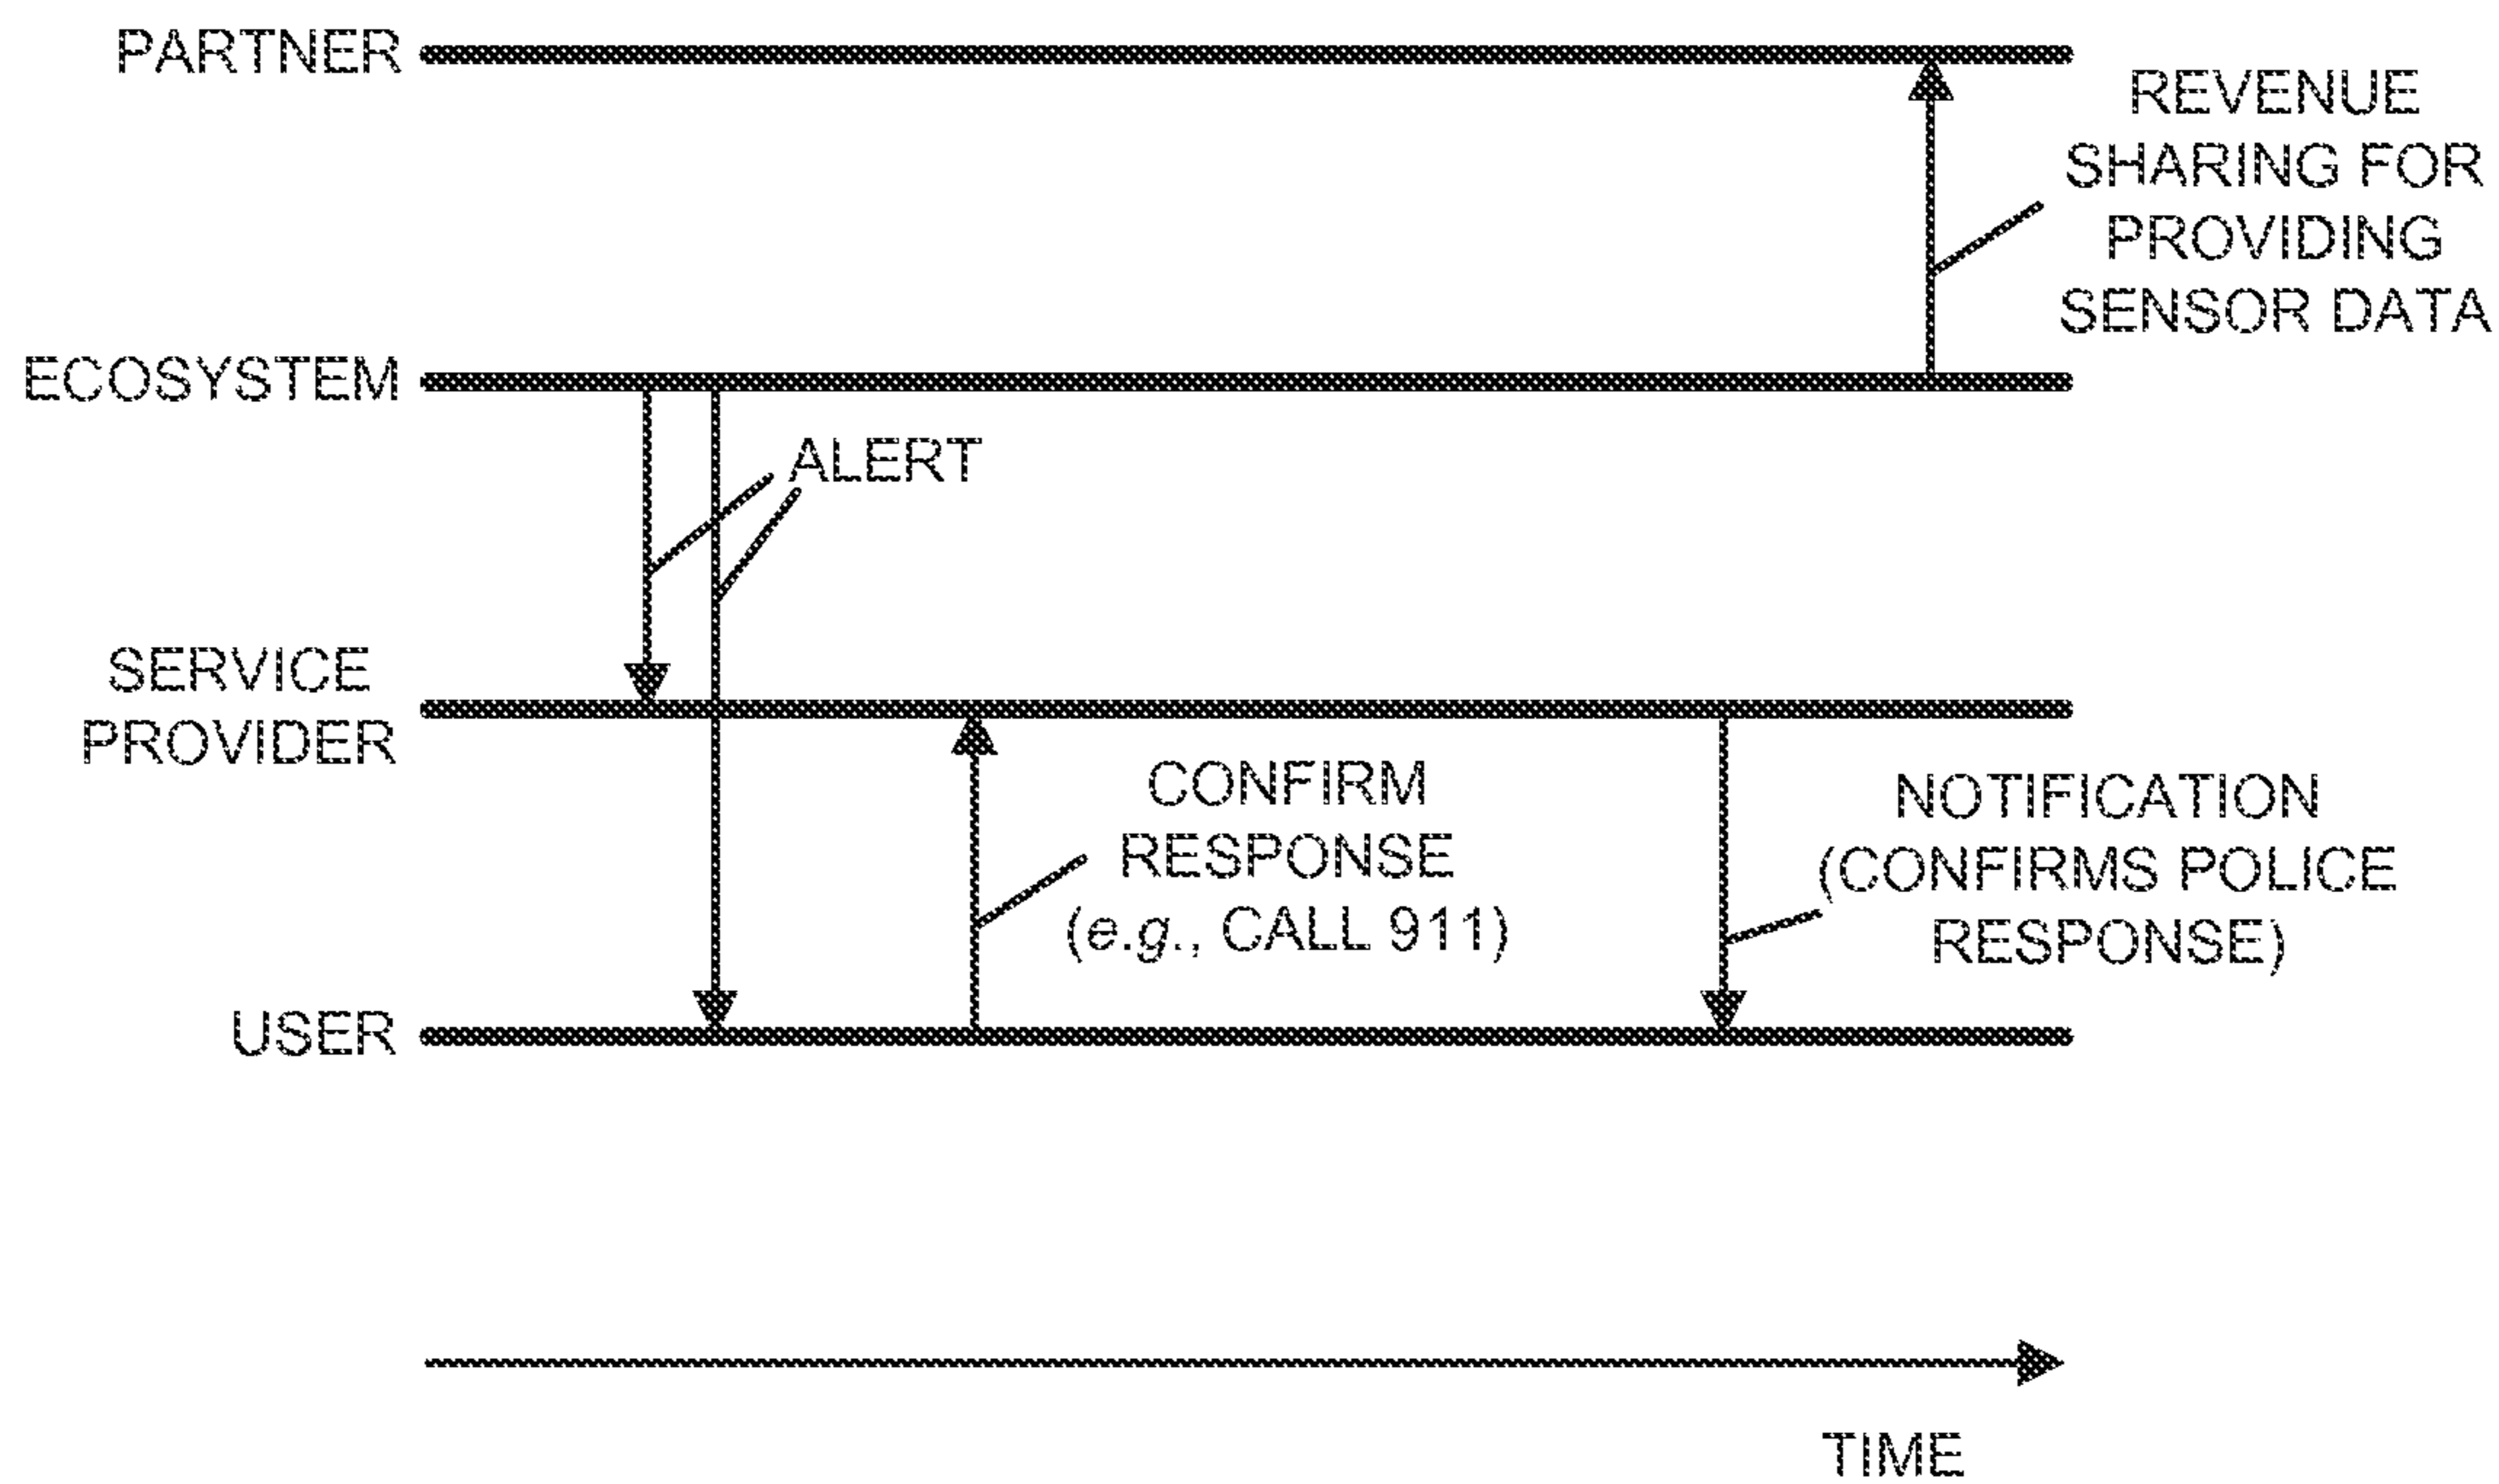 PARTNER
REVENUE
SHARING FOR
PROVIDING
SENSOR DATA
ECOSYSTEM
ALERT
SERVICE
PROVIDER
CONFIRM
RESPONSE
(e.g., CALL 911)
NOTIFICATION
(CONFIRMS POLICE
RESPONSE)
USER
TIME